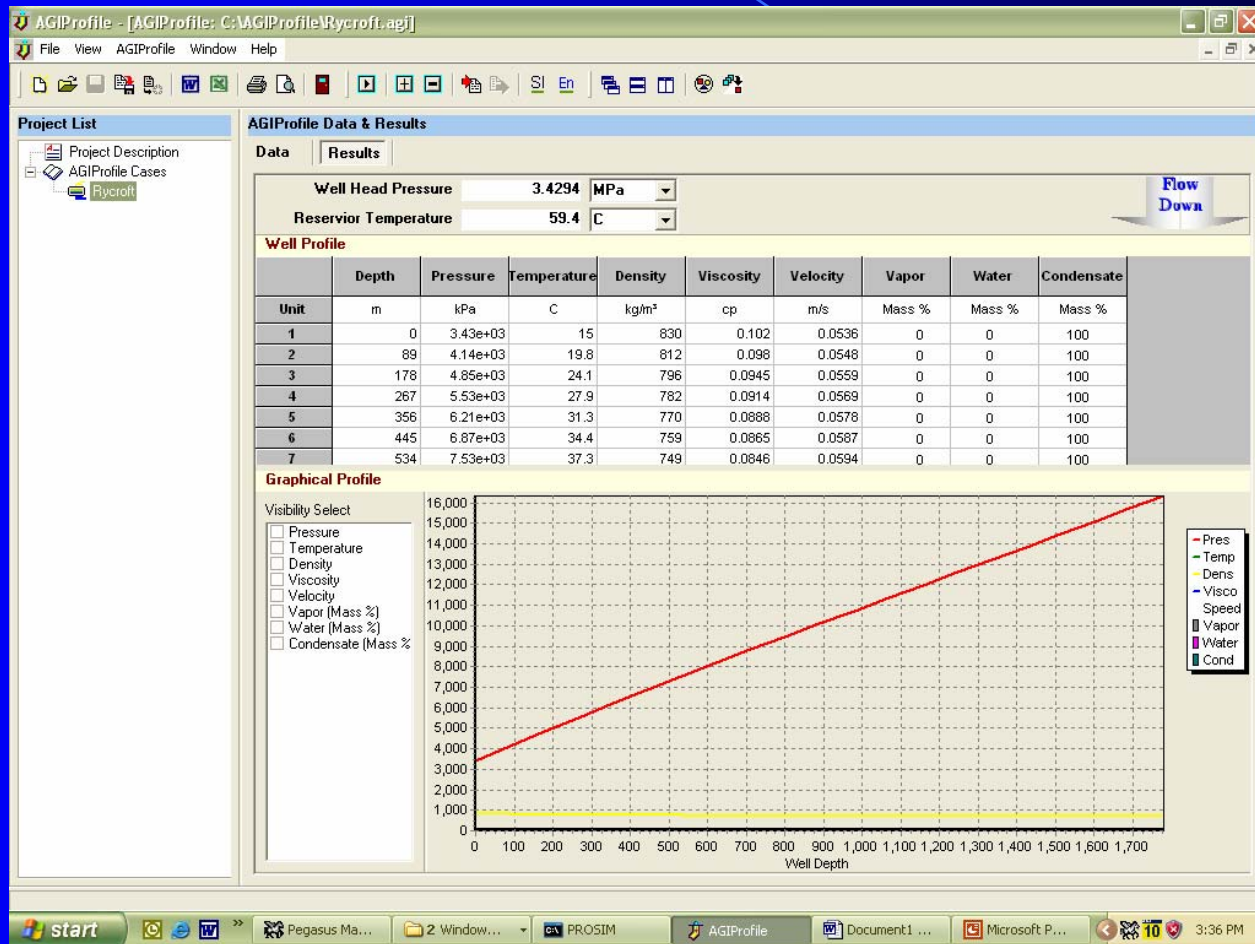 AGIProfile - [AGIProfile: C:\AGIProfile\Rycroft.agi]
File View AGIProfile Window Help
SI En
Project List
Project Description
AGIProfile Cases
Rycroft
AGIProfile Data & Results
Data Results
Well Head Pressure 3.4294 MPa
Reservior Temperature 59.4 C
Flow
Down
Well Profile
Depth Pressure Temperature Density Viscosity Velocity Vapor Water Condensate
Unit m kPa C kg/m³ cp m/s Mass % Mass % Mass %
1 0 3.43e+03 15 830 0.102 0.0536 0 0 100
2 89 4.14e+03 19.8 812 0.098 0.0548 0 0 100
3 178 4.85e+03 24.1 796 0.0945 0.0559 0 0 100
4 267 5.53e+03 27.9 782 0.0914 0.0569 0 0 100
5 356 6.21e+03 31.3 770 0.0888 0.0578 0 0 100
6 445 6.87e+03 34.4 759 0.0865 0.0587 0 0 100
7 534 7.53e+03 37.3 749 0.0846 0.0594 0 0 100
Graphical Profile
Visibility Select
Pressure
Temperature
Density
Viscosity
Velocity
Vapor (Mass %)
Water (Mass %)
Condensate (Mass %
16,000
15,000
14,000
13,000
12,000
11,000
10,000
9,000
8,000
7,000
6,000
5,000
4,000
3,000
2,000
1,000
0
0 100 200 300 400 500 600 700 800 900 1,000 1,100 1,200 1,300 1,400 1,500 1,600 1,700
Well Depth
Pres
Temp
Dens
Visco
Speed
Vapor
Water
Cond
start W » Pegasus Ma... 2 Window... PROSIM AGIProfile Document1 ... Microsoft P... 10 3:36 PM